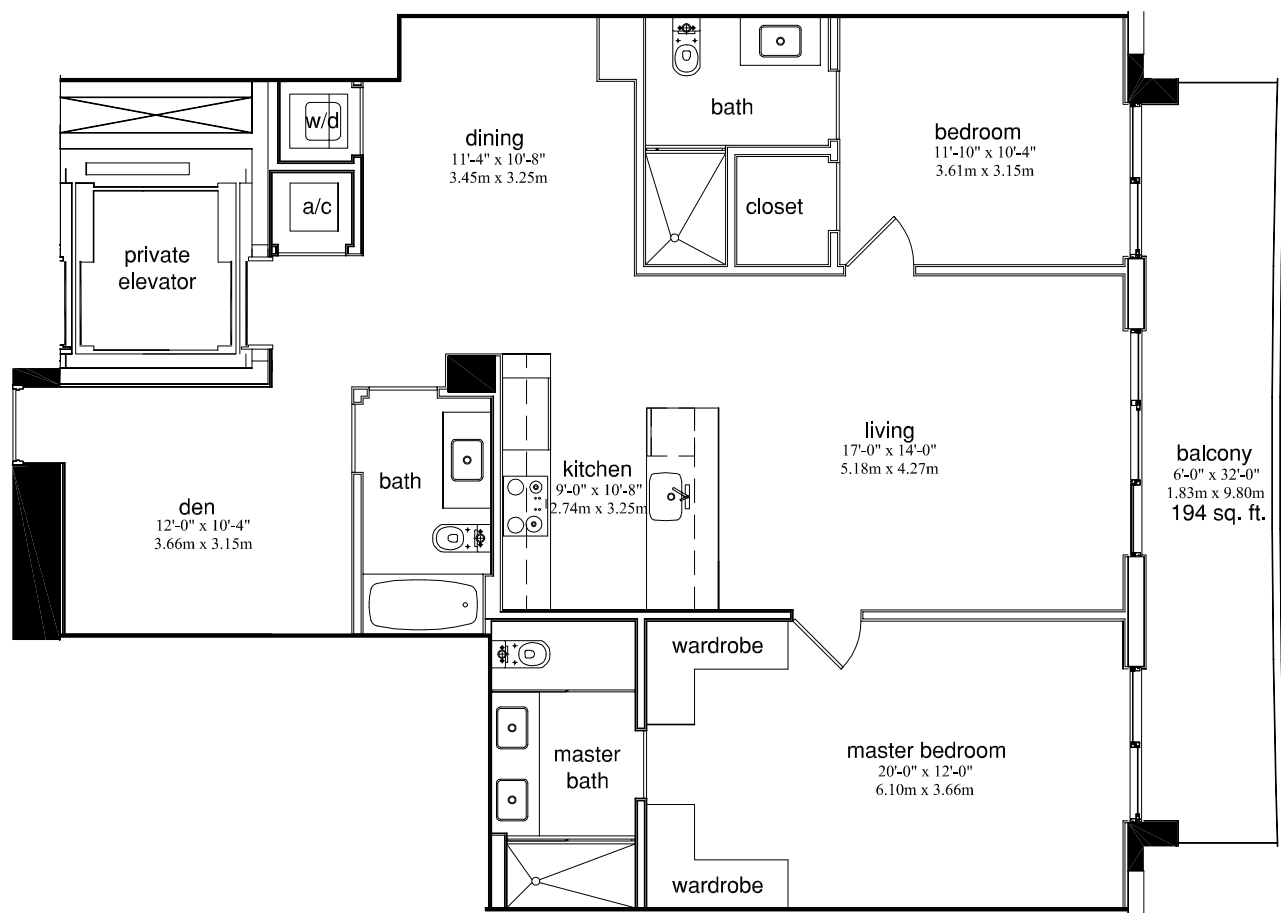 w/d
bath
dining
11'-4" x 10'-8"
3.45m x 3.25m
bedroom
11'-10" x 10'-4"
3.61m x 3.15m
a/c
closet
private
elevator
living
17'-0" x 14'-0"
5.18m x 4.27m
balcony
6'-0" x 32'-0"
1.83m x 9.80m
194 sq. ft.
kitchen
9'-0" x 10'-8"
2.74m x 3.25m
bath
den
12'-0" x 10'-4"
3.66m x 3.15m
wardrobe
master
bath
master bedroom
20'-0" x 12'-0"
6.10m x 3.66m
wardrobe